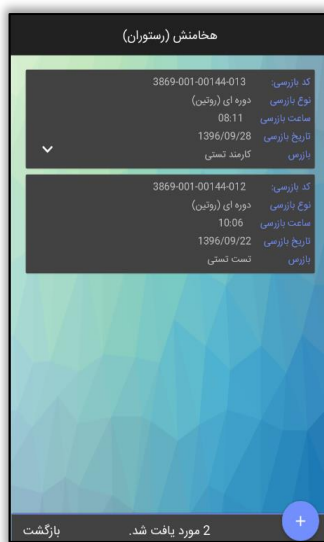 هخامنش (رستوران)
کد بازرسی: 3869-001-00144-013
نوع بازرسی دوره ای (روتین)
ساعت بازرسی 08:11
تاریخ بازرسی 1396/09/28
بازرس کارمند تستی
کد بازرسی: 3869-001-00144-012
نوع بازرسی دوره ای (روتین)
ساعت بازرسی 10:06
تاریخ بازرسی 1396/09/22
بازرس تست تستی
+
2 مورد یافت شد. بازگشت